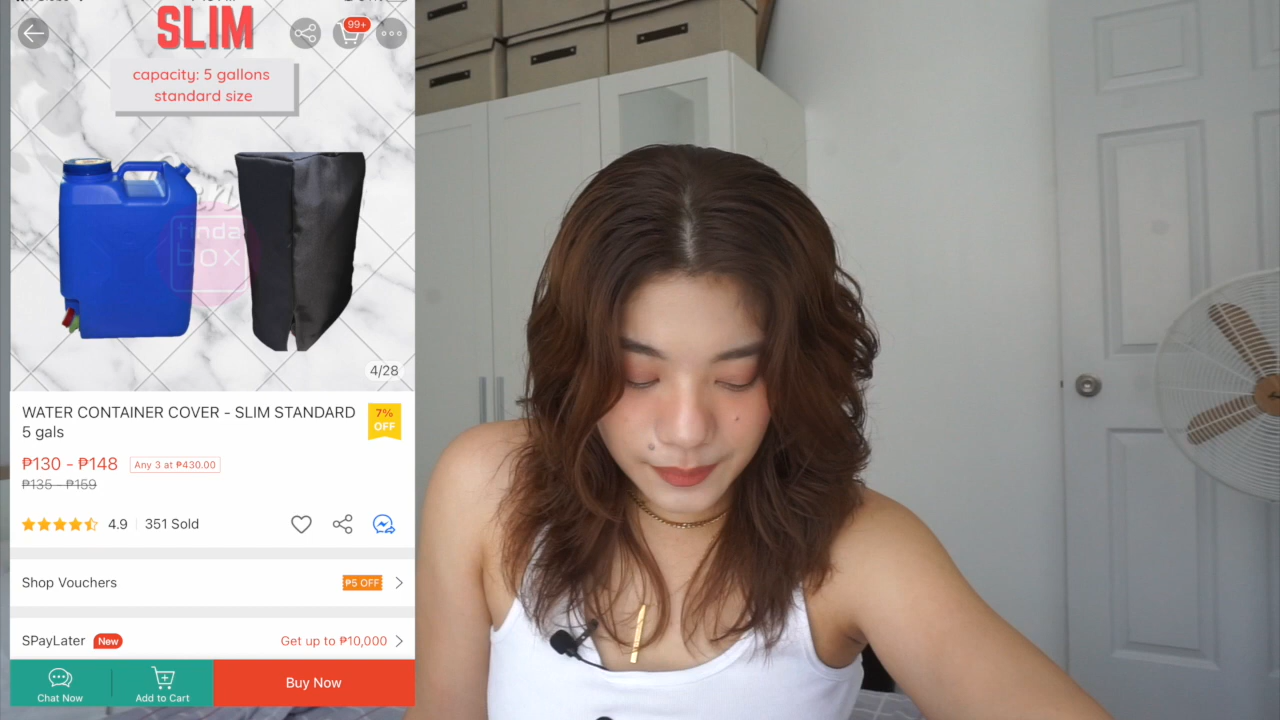 SLIM
99+
capacity: 5 gallons
standard size
tinda
box
4/28
WATER CONTAINER COVER - SLIM STANDARD
5 gals
7%
OFF
₱130 - ₱148
Any 3 at ₱430.00
₱135 - ₱159
4.9
351 Sold
Shop Vouchers
₱5 OFF
SPayLater
New
Get up to ₱10,000
Chat Now
Add to Cart
Buy Now